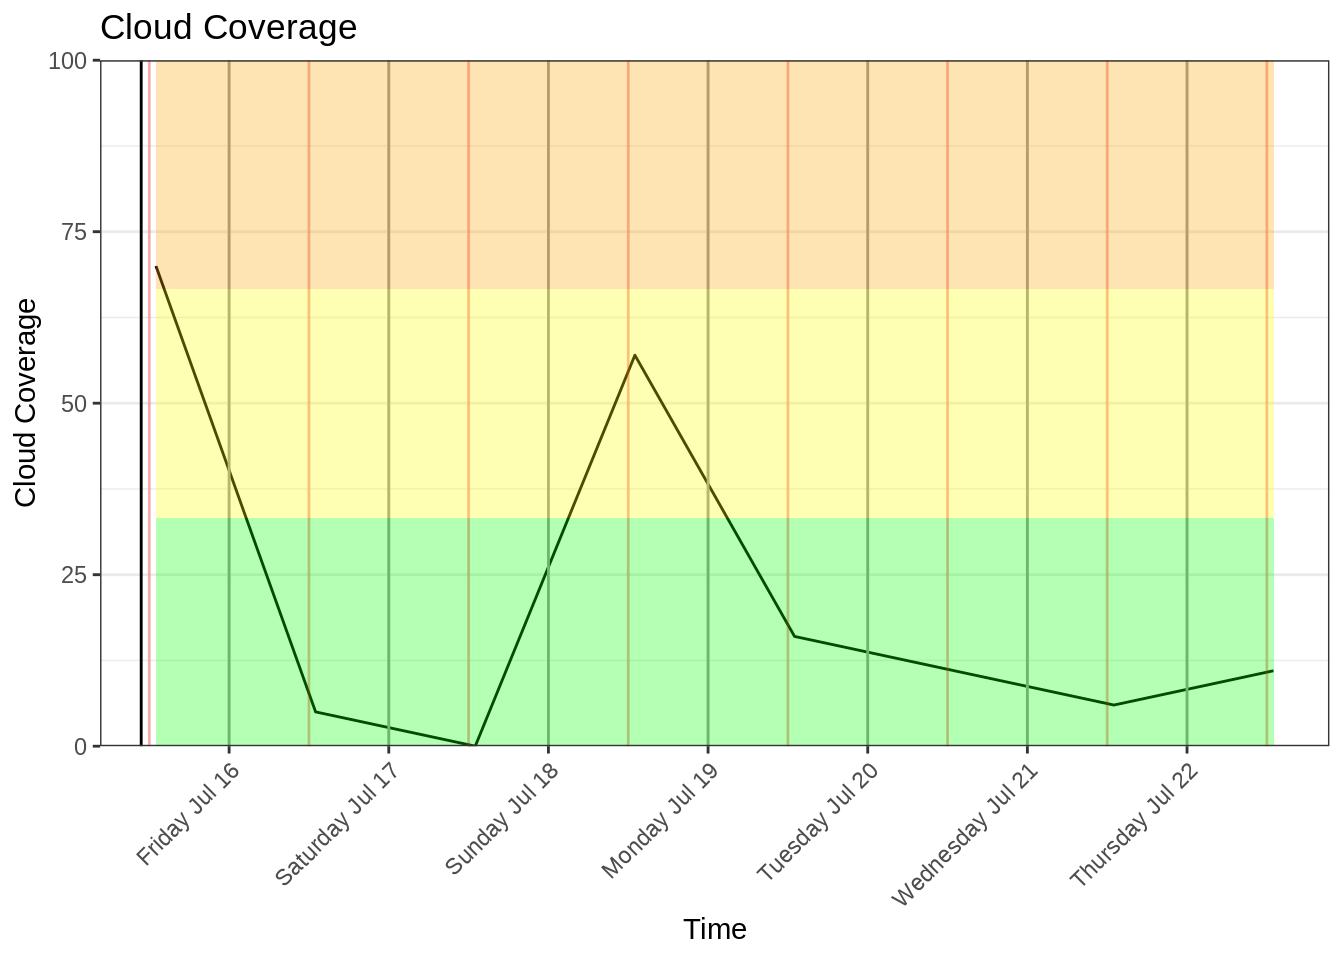 Cloud Coverage
Cloud Coverage
100
75
50
25
0
Friday Jul 16
Saturday Jul 17
Sunday Jul 18
Monday Jul 19
Tuesday Jul 20
Wednesday Jul 21
Thursday Jul 22
Time